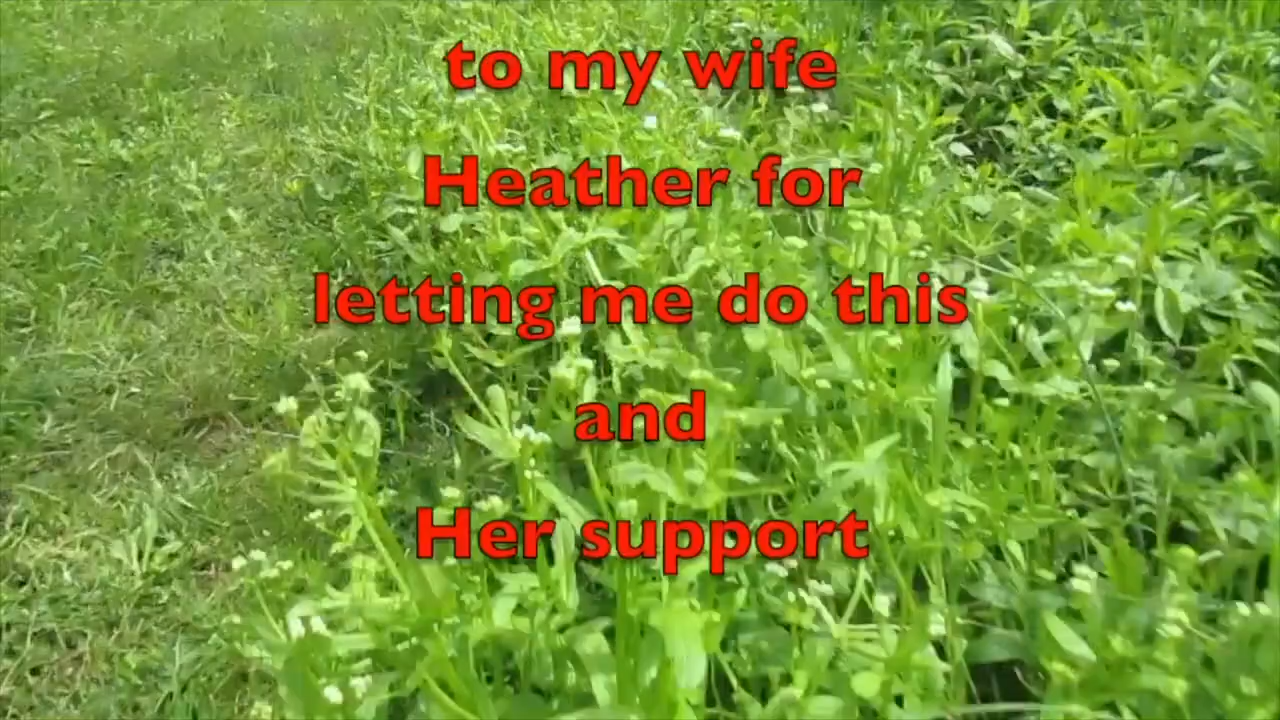 to my wife
Heather for
letting me do this
and
Her support